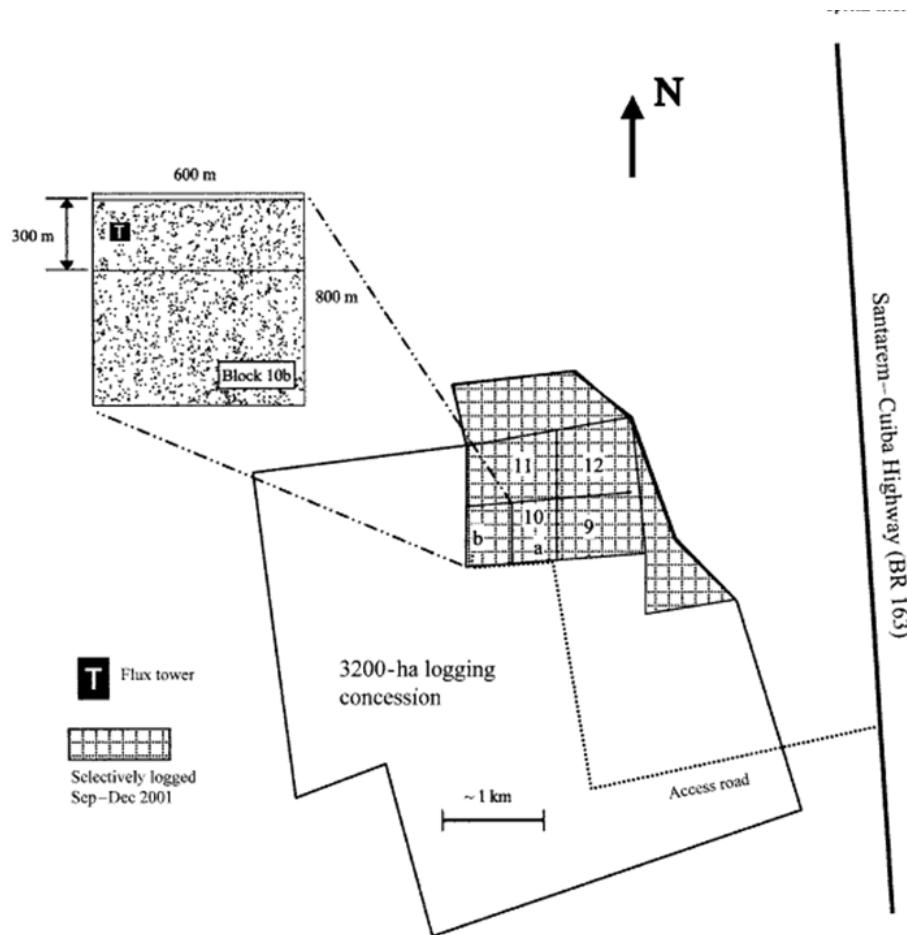 N
600 m
T
300 m
800 m
Block 10b
11
12
10
9
b
a
Santarem–Cuiba Highway (BR 163)
3200-ha logging
concession
T Flux tower
Selectively logged
Sep–Dec 2001
~ 1 km
Access road